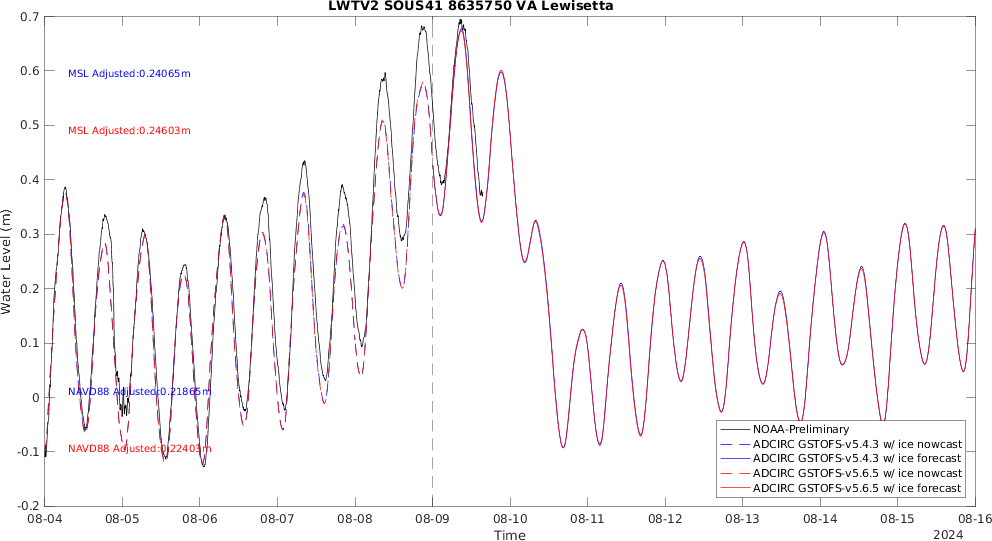 LWTV2 SOUS41 8635750 VA Lewisetta
0.7
0.6
0.5
0.4
0.3
0.2
0.1
0
-0.1
-0.2
Water Level (m)
MSL Adjusted:0.24065m
MSL Adjusted:0.24603m
NAVD88 Adjusted:0.21865m
NAVD88 Adjusted:0.22403m
NOAA-Preliminary
ADCIRC GSTOFS-v5.4.3 w/ ice nowcast
ADCIRC GSTOFS-v5.4.3 w/ ice forecast
ADCIRC GSTOFS-v5.6.5 w/ ice nowcast
ADCIRC GSTOFS-v5.6.5 w/ ice forecast
08-04 08-05 08-06 08-07 08-08 08-09 08-10 08-11 08-12 08-13 08-14 08-15 08-16
Time
2024